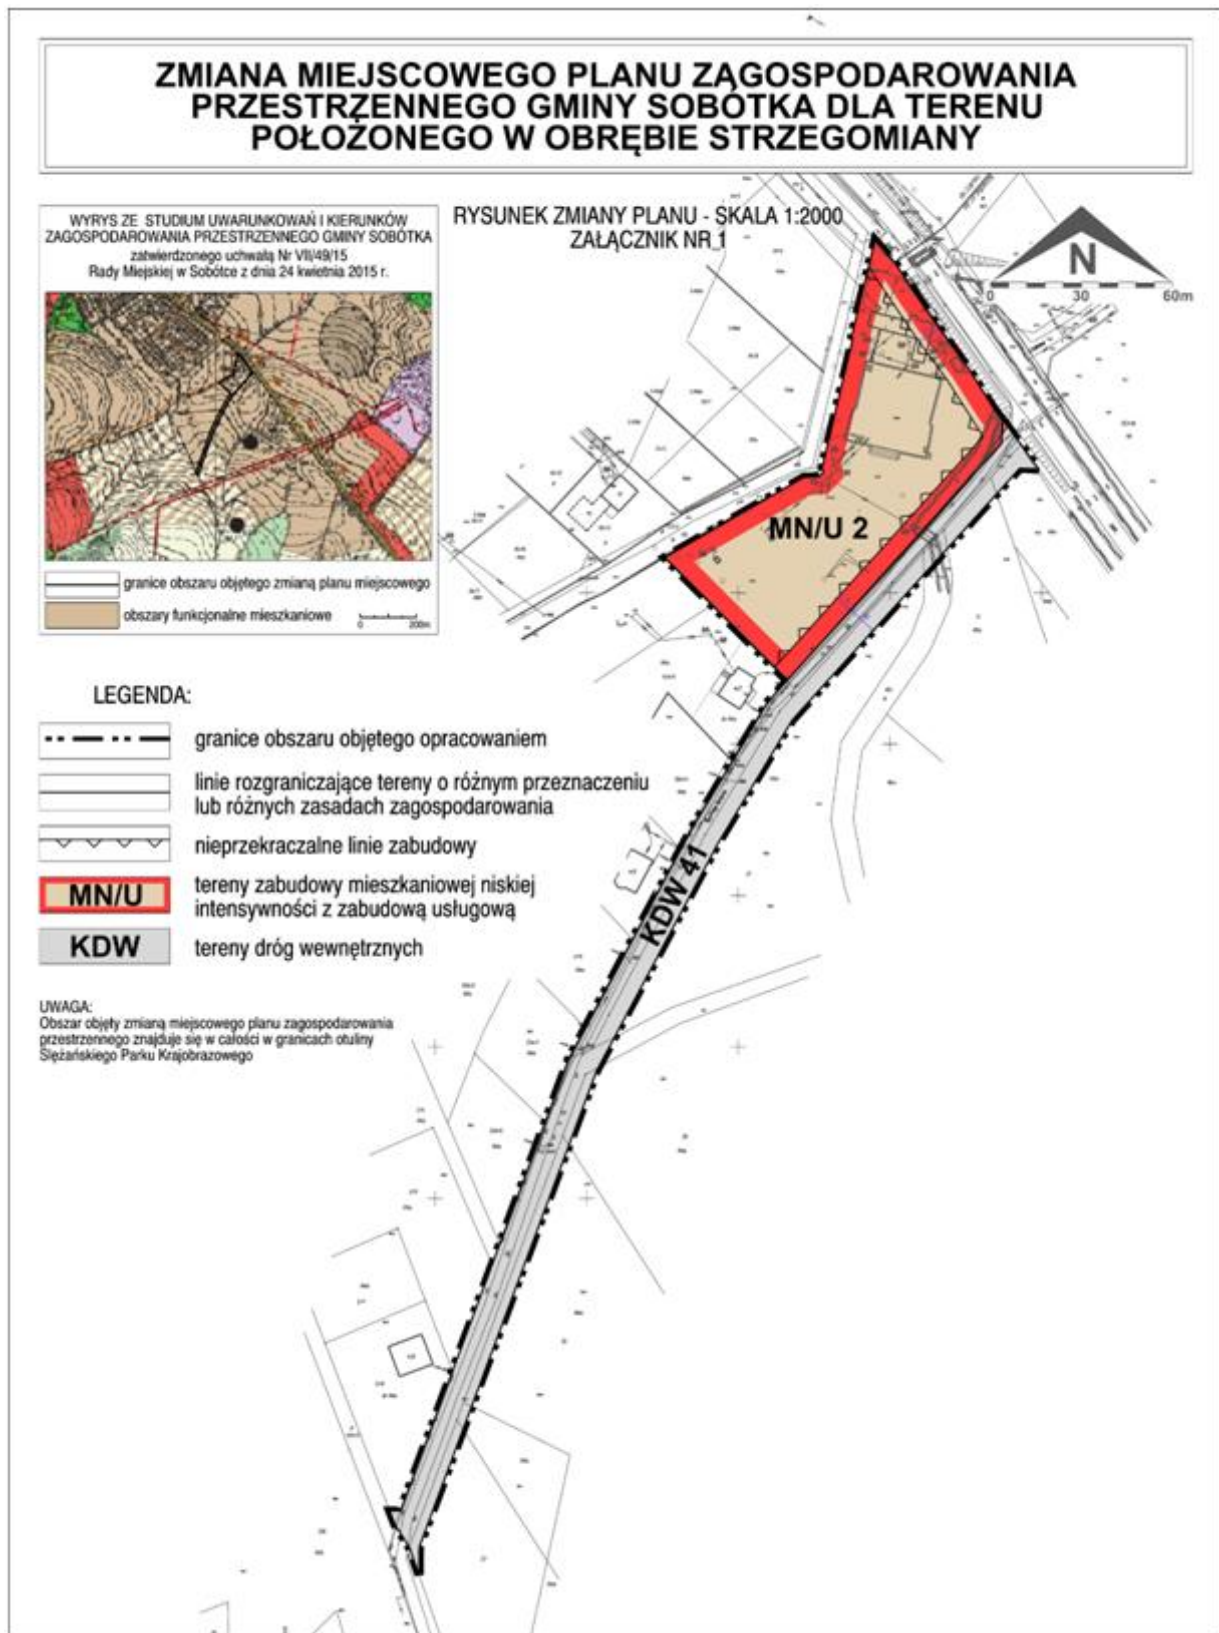 ZMIANA MIEJSCOWEGO PLANU ZAGOSPODAROWANIA
PRZESTRZENNEGO GMINY SOBÓTKA DLA TERENU
POŁOŻONEGO W OBRĘBIE STRZEGOMIANY
WYRYS ZE STUDIUM UWARUNKOWAŃ I KIERUNKÓW
ZAGOSPODAROWANIA PRZESTRZENNEGO GMINY SOBÓTKA
zatwierdzonego uchwałą Nr VII/49/15
Rady Miejskiej w Sobótce z dnia 24 kwietnia 2015 r.
granice obszaru objętego zmianą planu miejscowego
obszary funkcjonalne mieszkaniowe
0 200m
RYSUNEK ZMIANY PLANU - SKALA 1:2000
ZAŁĄCZNIK NR 1
N
0 30 60m
MN/U 2
KDW 41
LEGENDA:
granice obszaru objętego opracowaniem
linie rozgraniczające tereny o różnym przeznaczeniu
lub różnych zasadach zagospodarowania
nieprzekraczalne linie zabudowy
MN/U
tereny zabudowy mieszkaniowej niskiej
intensywności z zabudową usługową
KDW
tereny dróg wewnętrznych
UWAGA:
Obszar objęty zmianą miejscowego planu zagospodarowania
przestrzennego znajduje się w całości w granicach otuliny
Ślężańskiego Parku Krajobrazowego